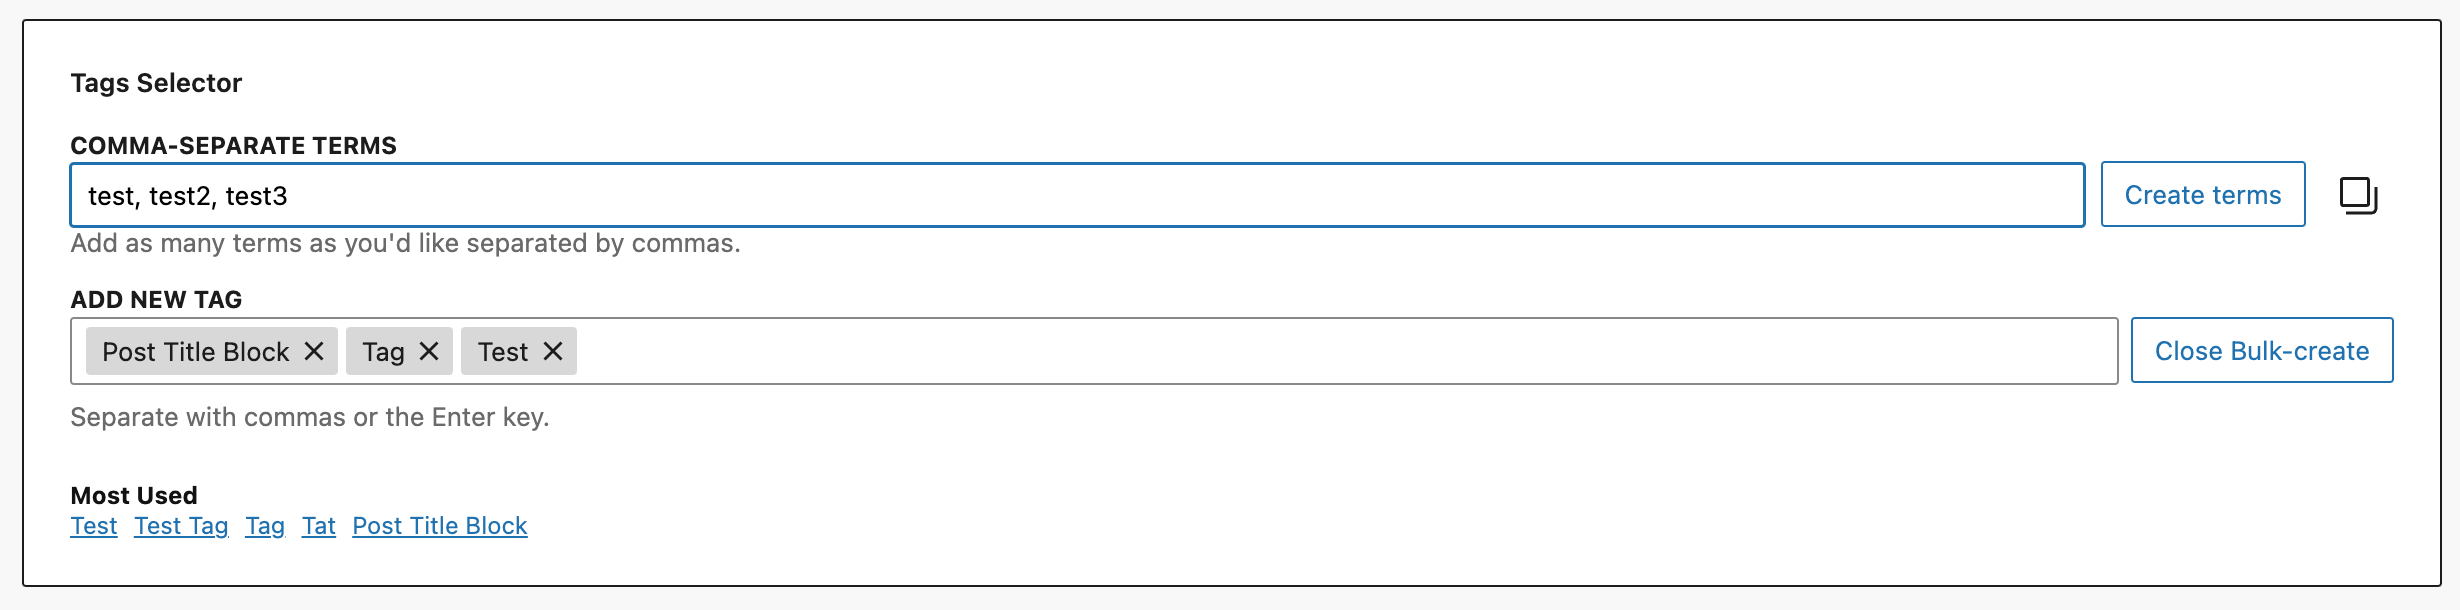 Tags Selector
COMMA-SEPARATE TERMS
test, test2, test3
Create terms
Add as many terms as you'd like separated by commas.
ADD NEW TAG
Post Title Block Tag Test
Close Bulk-create
Separate with commas or the Enter key.
Most Used
Test Test Tag Tag Tat Post Title Block